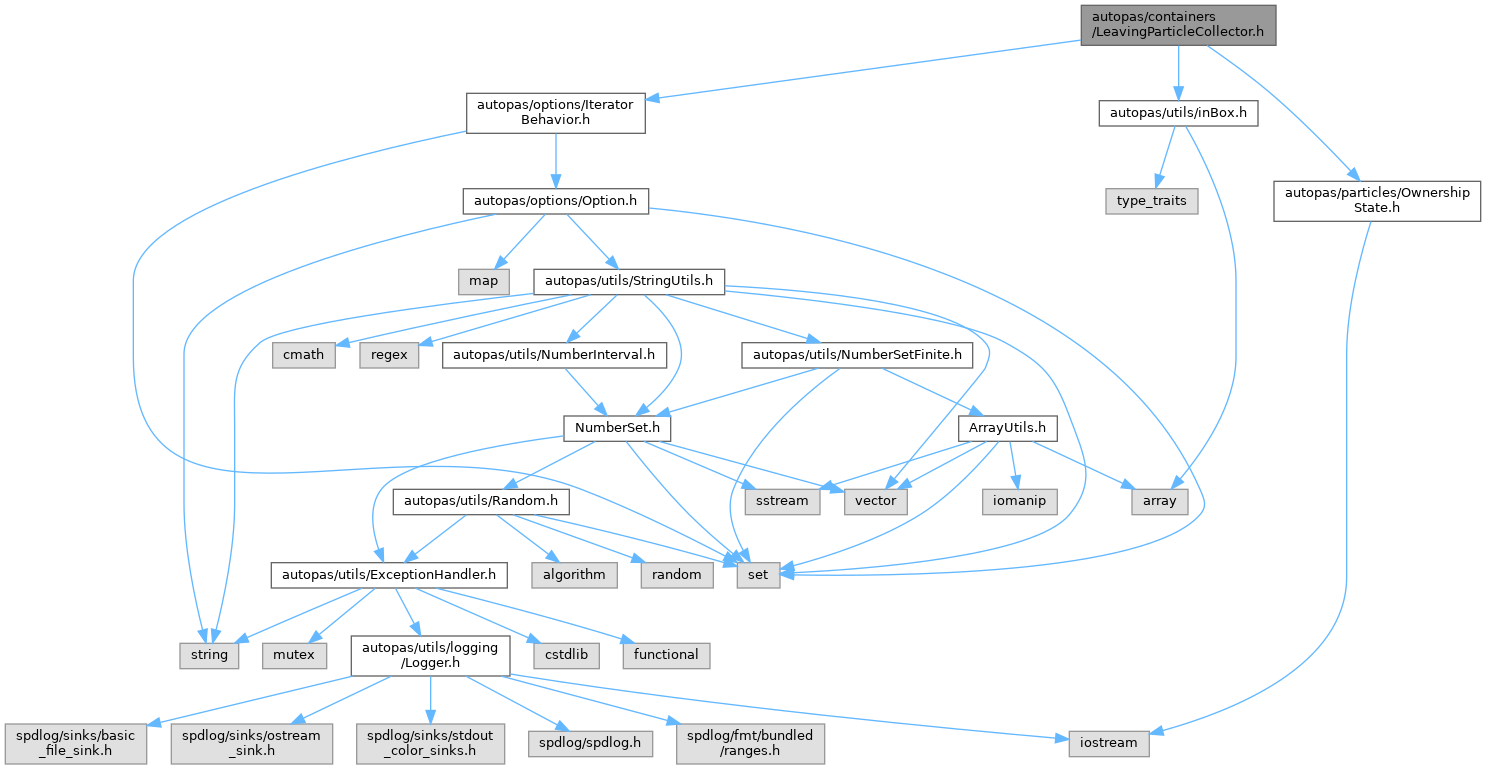 autopas/containers
/LeavingParticleCollector.h
autopas/options/Iterator
Behavior.h
autopas/utils/inBox.h
autopas/options/Option.h
type_traits
autopas/particles/Ownership
State.h
map
autopas/utils/StringUtils.h
cmath
regex
autopas/utils/NumberInterval.h
autopas/utils/NumberSetFinite.h
NumberSet.h
ArrayUtils.h
autopas/utils/Random.h
sstream
vector
iomanip
array
autopas/utils/ExceptionHandler.h
algorithm
random
set
string
mutex
autopas/utils/logging
/Logger.h
cstdlib
functional
spdlog/sinks/basic
_file_sink.h
spdlog/sinks/ostream
_sink.h
spdlog/sinks/stdout
_color_sinks.h
spdlog/spdlog.h
spdlog/fmt/bundled
/ranges.h
iostream